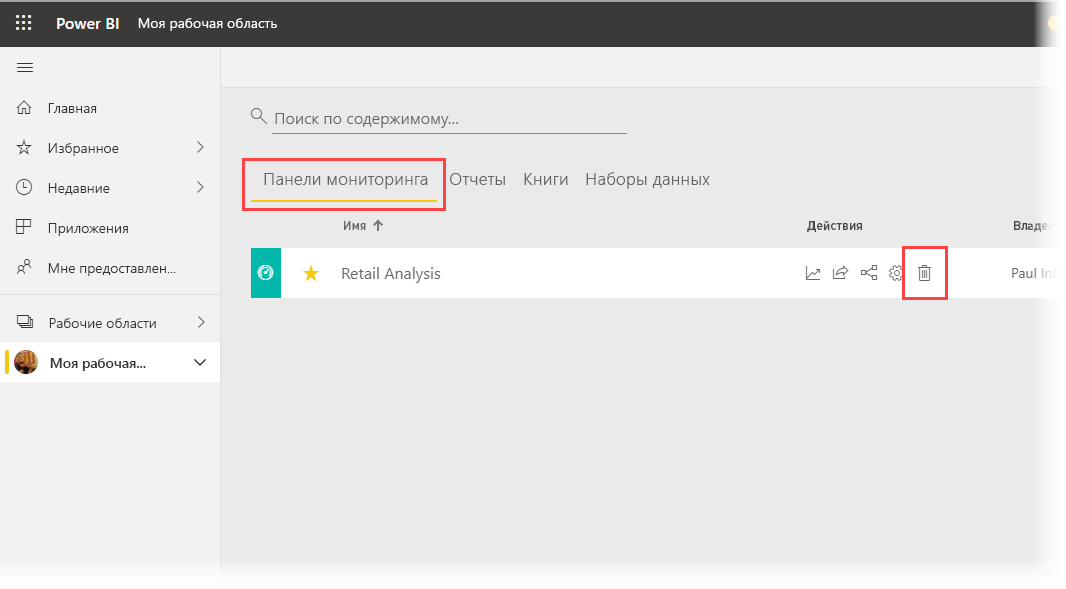 Power BI Моя рабочая область
Главная
Избранное
Недавние
Приложения
Мне предоставлен...
Рабочие области
Моя рабочая...
Поиск по содержимому...
Панели мониторинга Отчеты Книги Наборы данных
Имя Действия Владел
Retail Analysis Paul Inb